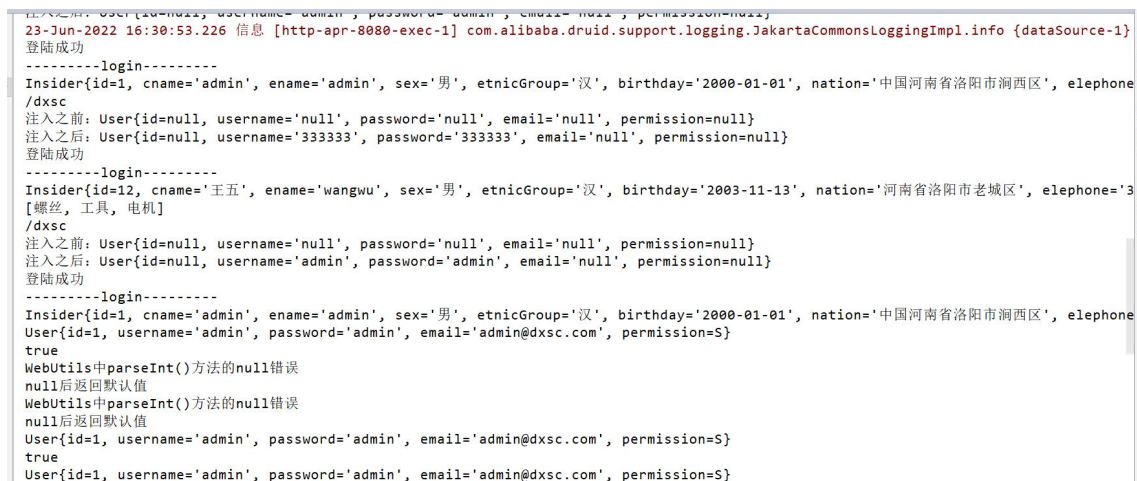 注入之后：User{id=null, username='admin', password='admin', email='null', permission=null}
23-Jun-2022 16:30:53.226 信息 [http-apr-8080-exec-1] com.alibaba.druid.support.logging.JakartaCommonsLoggingImpl.info {dataSource-1}
登陆成功
---------login---------
Insider{id=1, cname='admin', ename='admin', sex='男', etnicGroup='汉', birthday='2000-01-01', nation='中国河南省洛阳市涧西区', elephone
/dxsc
注入之前：User{id=null, username='null', password='null', email='null', permission=null}
注入之后：User{id=null, username='333333', password='333333', email='null', permission=null}
登陆成功
---------login---------
Insider{id=12, cname='王五', ename='wangwu', sex='男', etnicGroup='汉', birthday='2003-11-13', nation='河南省洛阳市老城区', elephone='3
[螺丝, 工具, 电机]
/dxsc
注入之前：User{id=null, username='null', password='null', email='null', permission=null}
注入之后：User{id=null, username='admin', password='admin', email='null', permission=null}
登陆成功
---------login---------
Insider{id=1, cname='admin', ename='admin', sex='男', etnicGroup='汉', birthday='2000-01-01', nation='中国河南省洛阳市涧西区', elephone
User{id=1, username='admin', password='admin', email='admin@dxsc.com', permission=S}
true
WebUtils中parseInt()方法的null错误
null后返回默认值
WebUtils中parseInt()方法的null错误
null后返回默认值
User{id=1, username='admin', password='admin', email='admin@dxsc.com', permission=S}
true
User{id=1, username='admin', password='admin', email='admin@dxsc.com', permission=S}